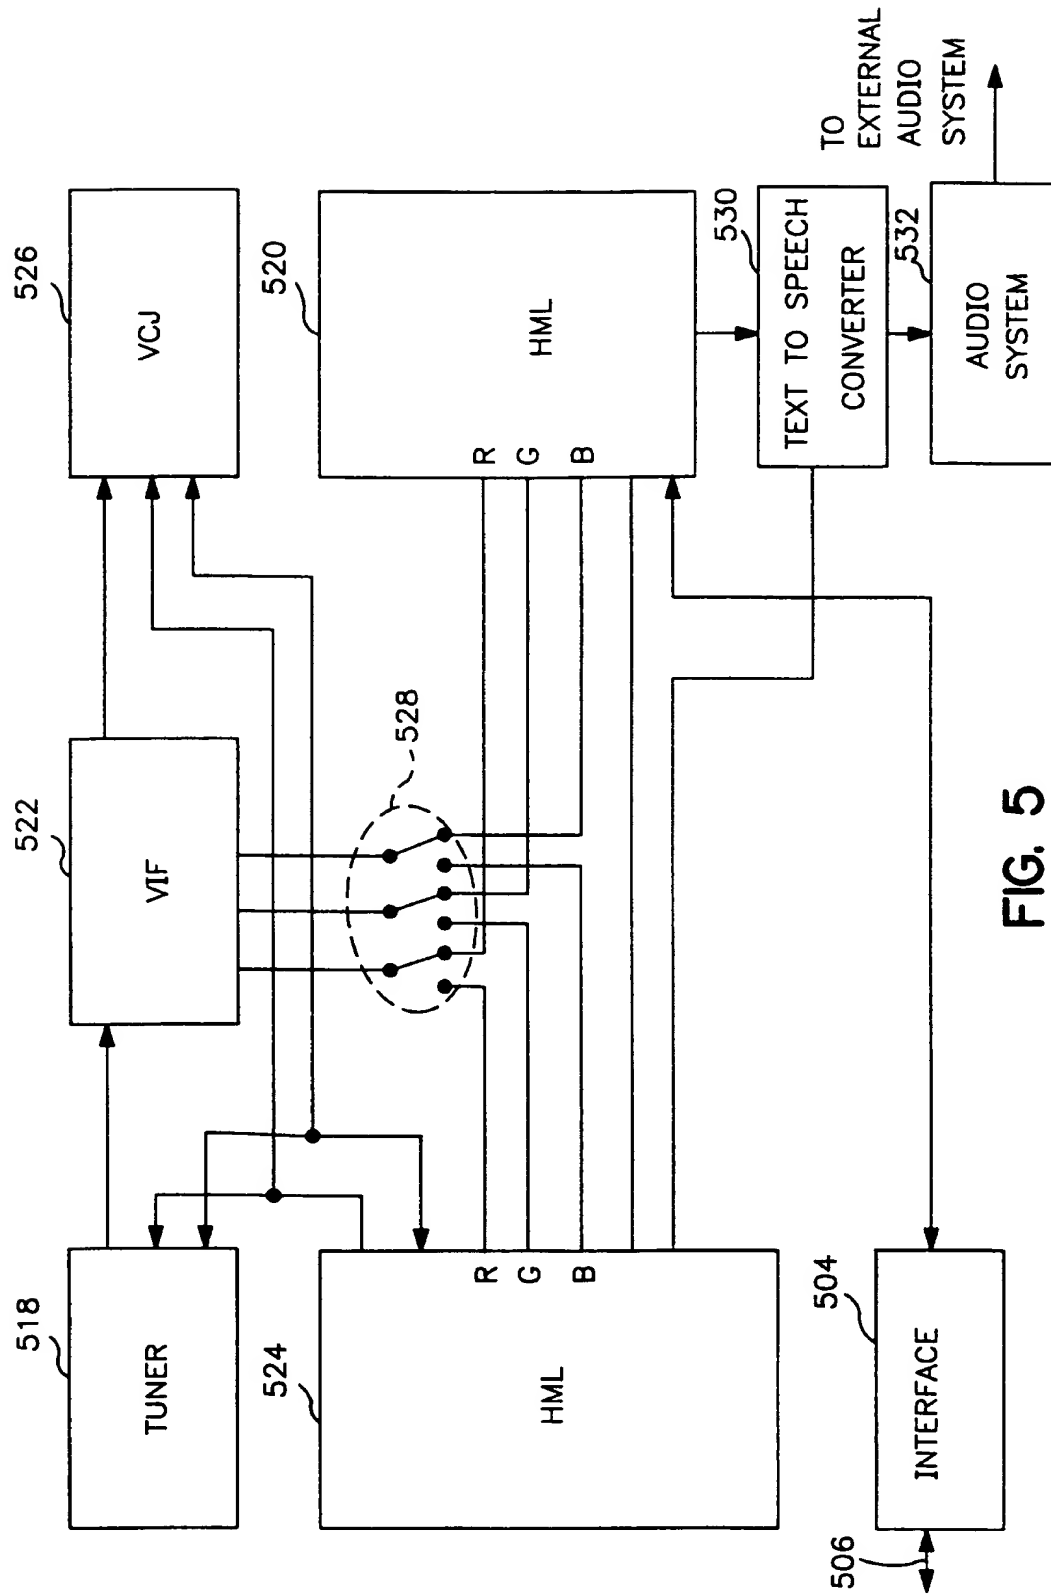 518
TUNER
522
VIF
526
VCJ
524
HML
R
G
B
528
520
HML
R
G
B
504
INTERFACE
506
530
TEXT TO SPEECH
CONVERTER
532
AUDIO
SYSTEM
TO
EXTERNAL
AUDIO
SYSTEM
FIG. 5